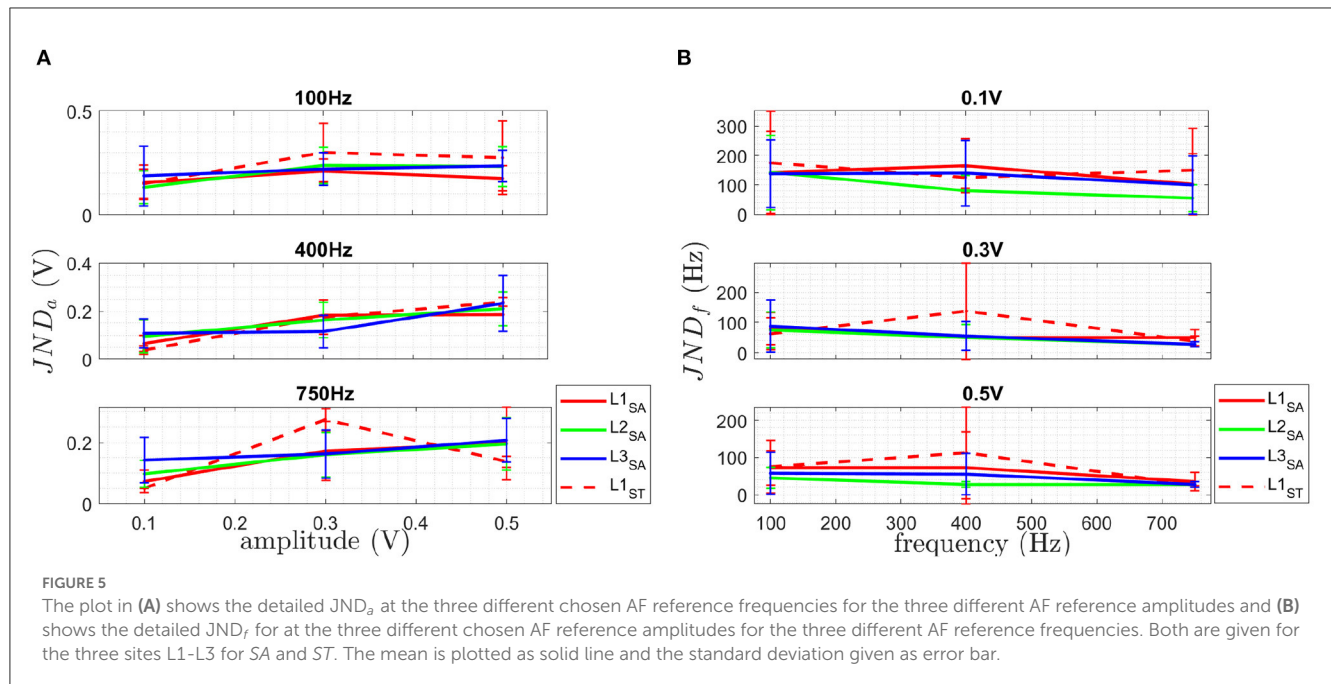 A
B
100Hz
0.5
0
400Hz
0.4
0.2
0
750Hz
0.2
0
0.1
0.2
0.3
0.4
0.5
JND_a (V)
amplitude (V)
L1_SA
L2_SA
L3_SA
L1_ST
0.1V
300
200
100
0
0.3V
200
100
0
0.5V
200
100
0
100
200
300
400
500
600
700
JND_f (Hz)
frequency (Hz)
L1_SA
L2_SA
L3_SA
L1_ST
FIGURE 5
The plot in (A) shows the detailed JND_a at the three different chosen AF reference frequencies for the three different AF reference amplitudes and (B)
shows the detailed JND_f for at the three different chosen AF reference amplitudes for the three different AF reference frequencies. Both are given for
the three sites L1-L3 for SA and ST. The mean is plotted as solid line and the standard deviation given as error bar.